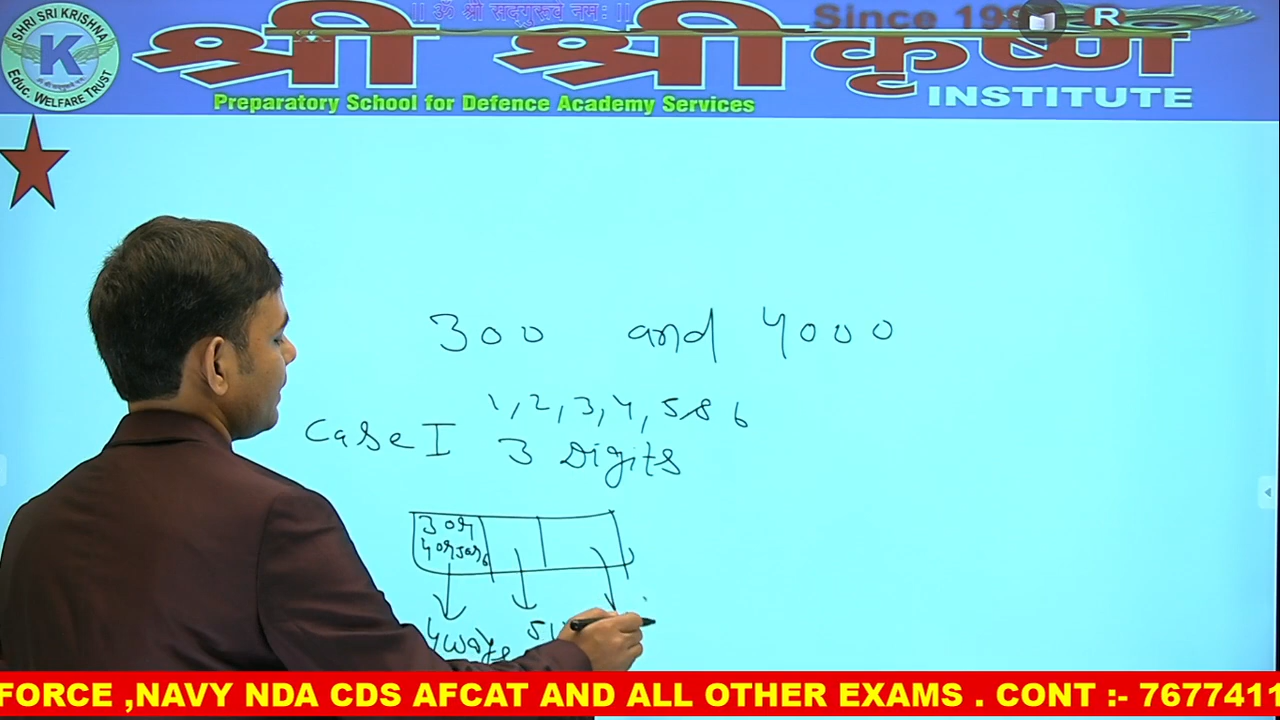 || ॐ श्री सद्गुरूवे नमः ||
Since 199
R
SHRI SRI KRISHNA
K
Educ. WELFARE TRUST
श्री श्रीकृष्ण
Preparatory School for Defence Academy Services
INSTITUTE
300 and 4000
1, 2, 3, 4, 5 & 6
Case I 3 Digits
3 or
4 or 5 or 6
4 ways 5
FORCE ,NAVY NDA CDS AFCAT AND ALL OTHER EXAMS . CONT :- 7677411